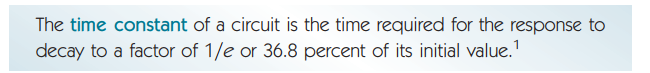 The time constant of a circuit is the time required for the response to
decay to a factor of 1/e or 36.8 percent of its initial value.1